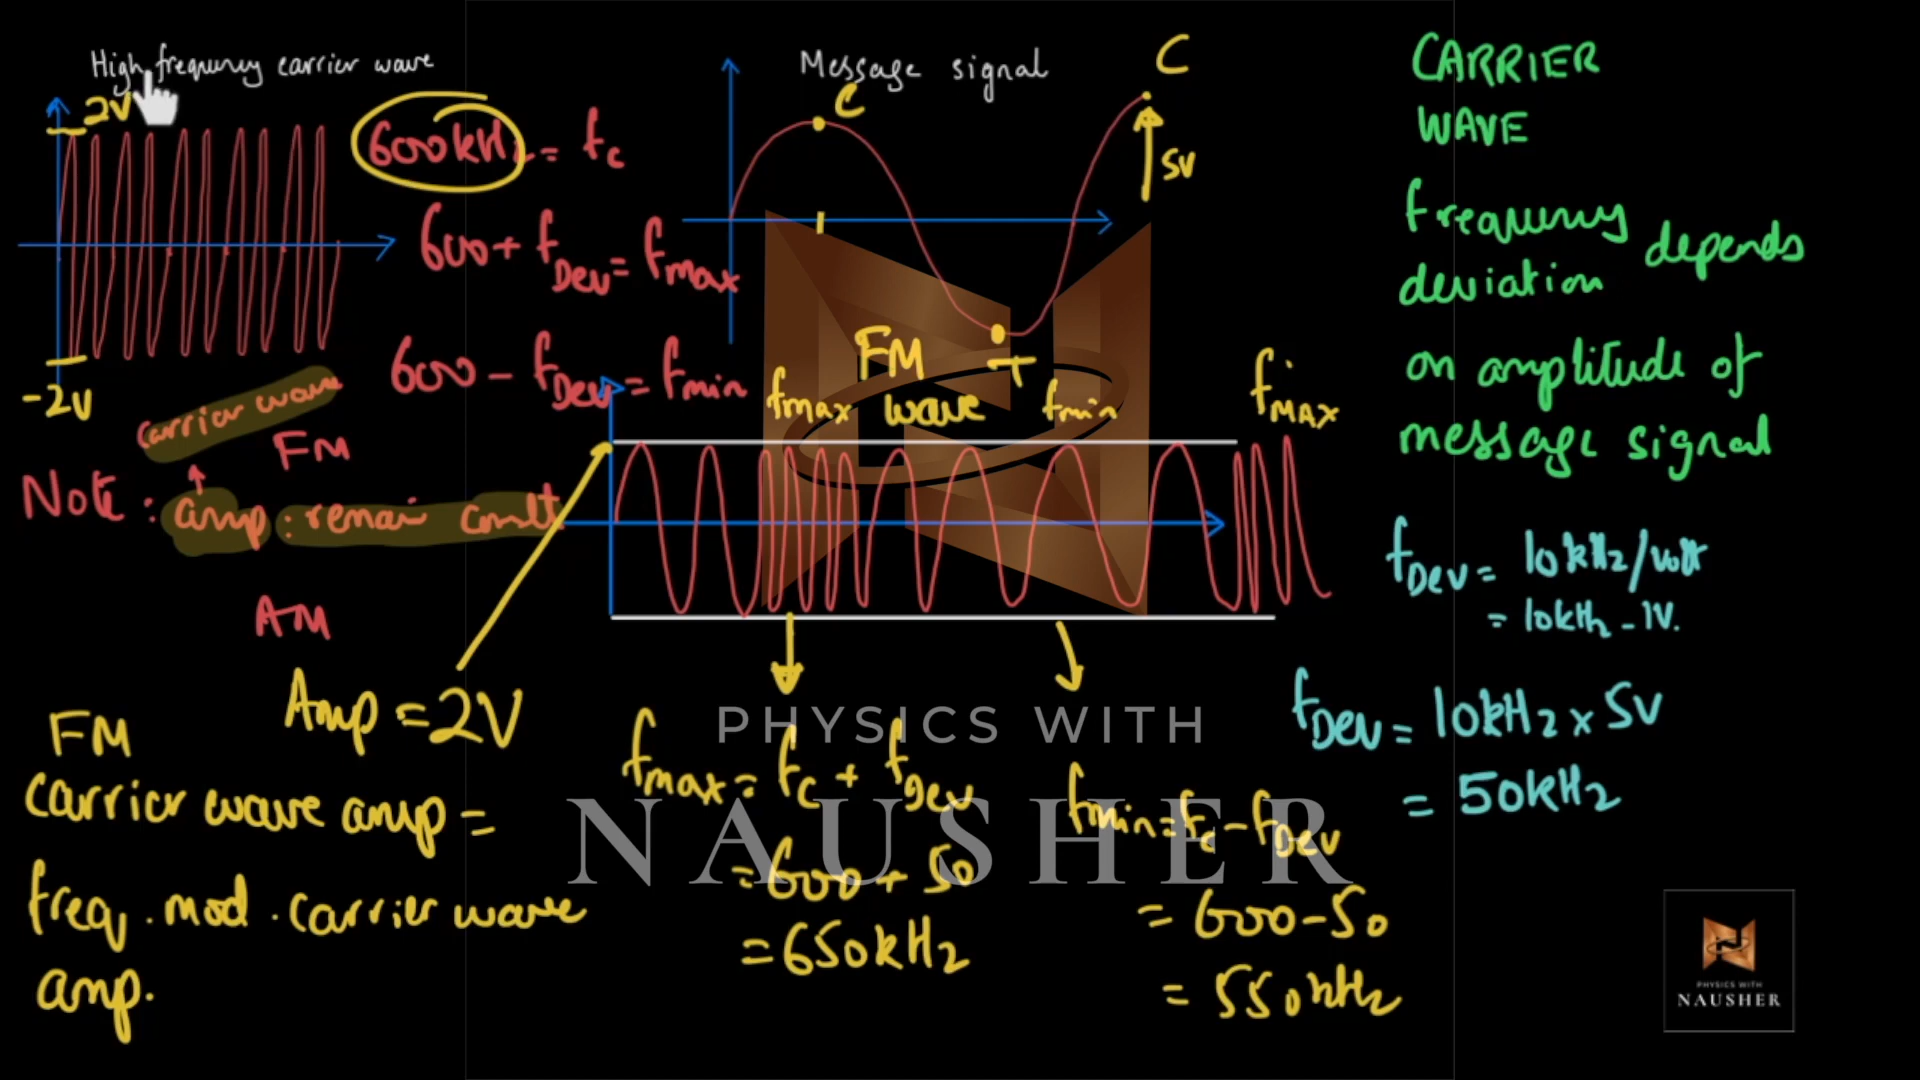 High frequency carrier wave
2V
-2V
600kHz = fc
600 + fDev = fmax
600 - fDev = fmin
Message signal
C
C
5V
T
carrier wave
FM
Note : amp. remain constt
AM
Amp = 2V
FM
carrier wave amp =
freq. mod. carrier wave
amp.
FM
wave
fmax
fmin
fMAX
fmax = fc + fDev
= 600 + 50
= 650kHz
fmin = fc - fDev
= 600 - 50
= 550kHz
CARRIER
WAVE
frequency
deviation depends
on amplitude of
message signal
fDev = 10kHz/volt
= 10kHz - 1V.
fDev = 10kHz x 5V
= 50kHz
PHYSICS WITH
NAUSHER
PHYSICS WITH
NAUSHER